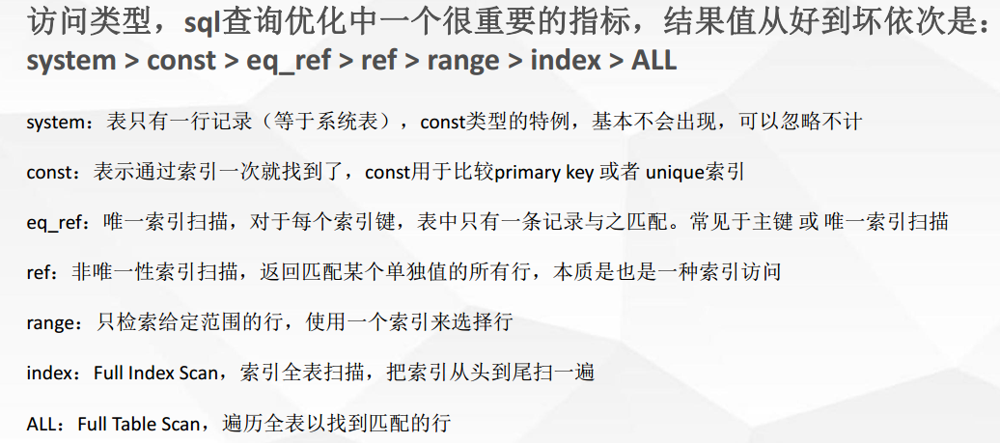 访问类型，sql查询优化中一个很重要的指标，结果值从好到坏依次是：
system > const > eq_ref > ref > range > index > ALL
system：表只有一行记录（等于系统表），const类型的特例，基本不会出现，可以忽略不计
const：表示通过索引一次就找到了，const用于比较primary key 或者 unique索引
eq_ref：唯一索引扫描，对于每个索引键，表中只有一条记录与之匹配。常见于主键 或 唯一索引扫描
ref：非唯一性索引扫描，返回匹配某个单独值的所有行，本质是也是一种索引访问
range：只检索给定范围的行，使用一个索引来选择行
index：Full Index Scan，索引全表扫描，把索引从头到尾扫一遍
ALL：Full Table Scan，遍历全表以找到匹配的行